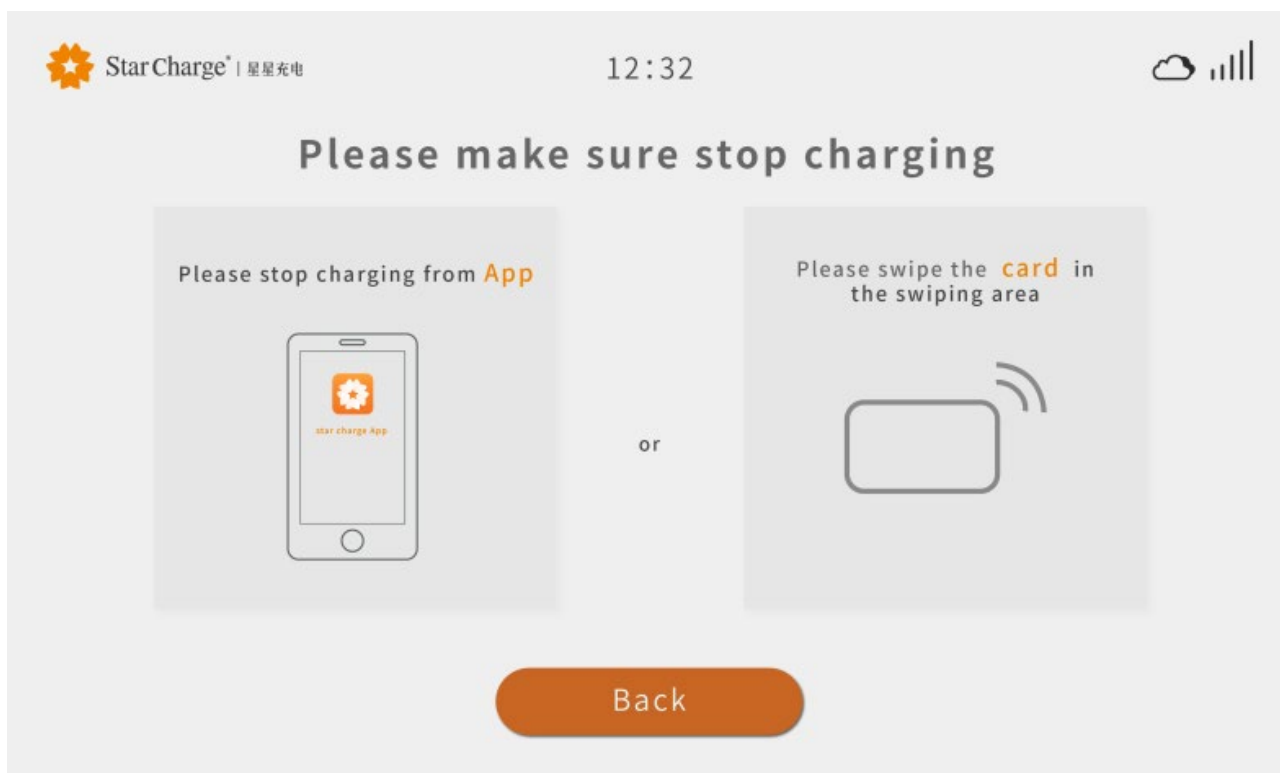 StarCharge® | 星星充电
12:32
Please make sure stop charging
Please stop charging from App
star charge App
or
Please swipe the card in
the swiping area
Back